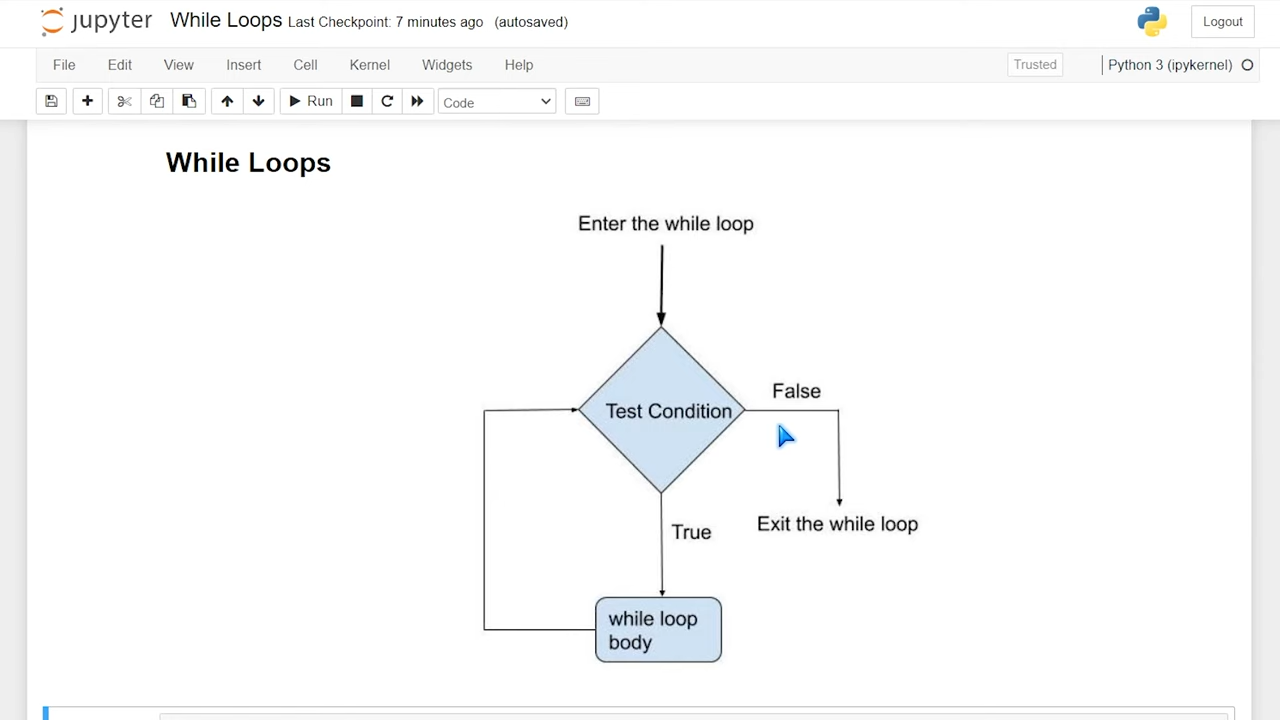 jupyter While Loops Last Checkpoint: 7 minutes ago (autosaved) Logout
File Edit View Insert Cell Kernel Widgets Help Trusted Python 3 (ipykernel)
Run Code
While Loops
Enter the while loop
Test Condition
False
True
Exit the while loop
while loop
body